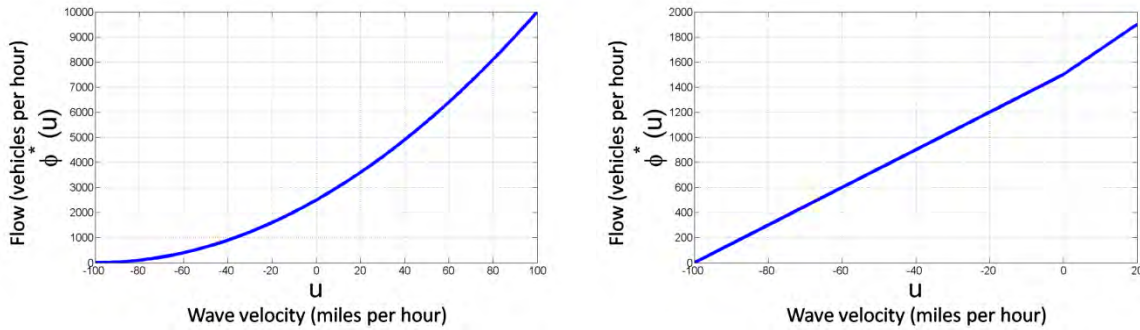 Flow (vehicles per hour)
ϕ* (u)
10000
9000
8000
7000
6000
5000
4000
3000
2000
1000
0
-100 -80 -60 -40 -20 0 20 40 60 80 100
u
Wave velocity (miles per hour)
Flow (vehicles per hour)
ϕ* (u)
2000
1800
1600
1400
1200
1000
800
600
400
200
0
-100 -80 -60 -40 -20 0 20
u
Wave velocity (miles per hour)